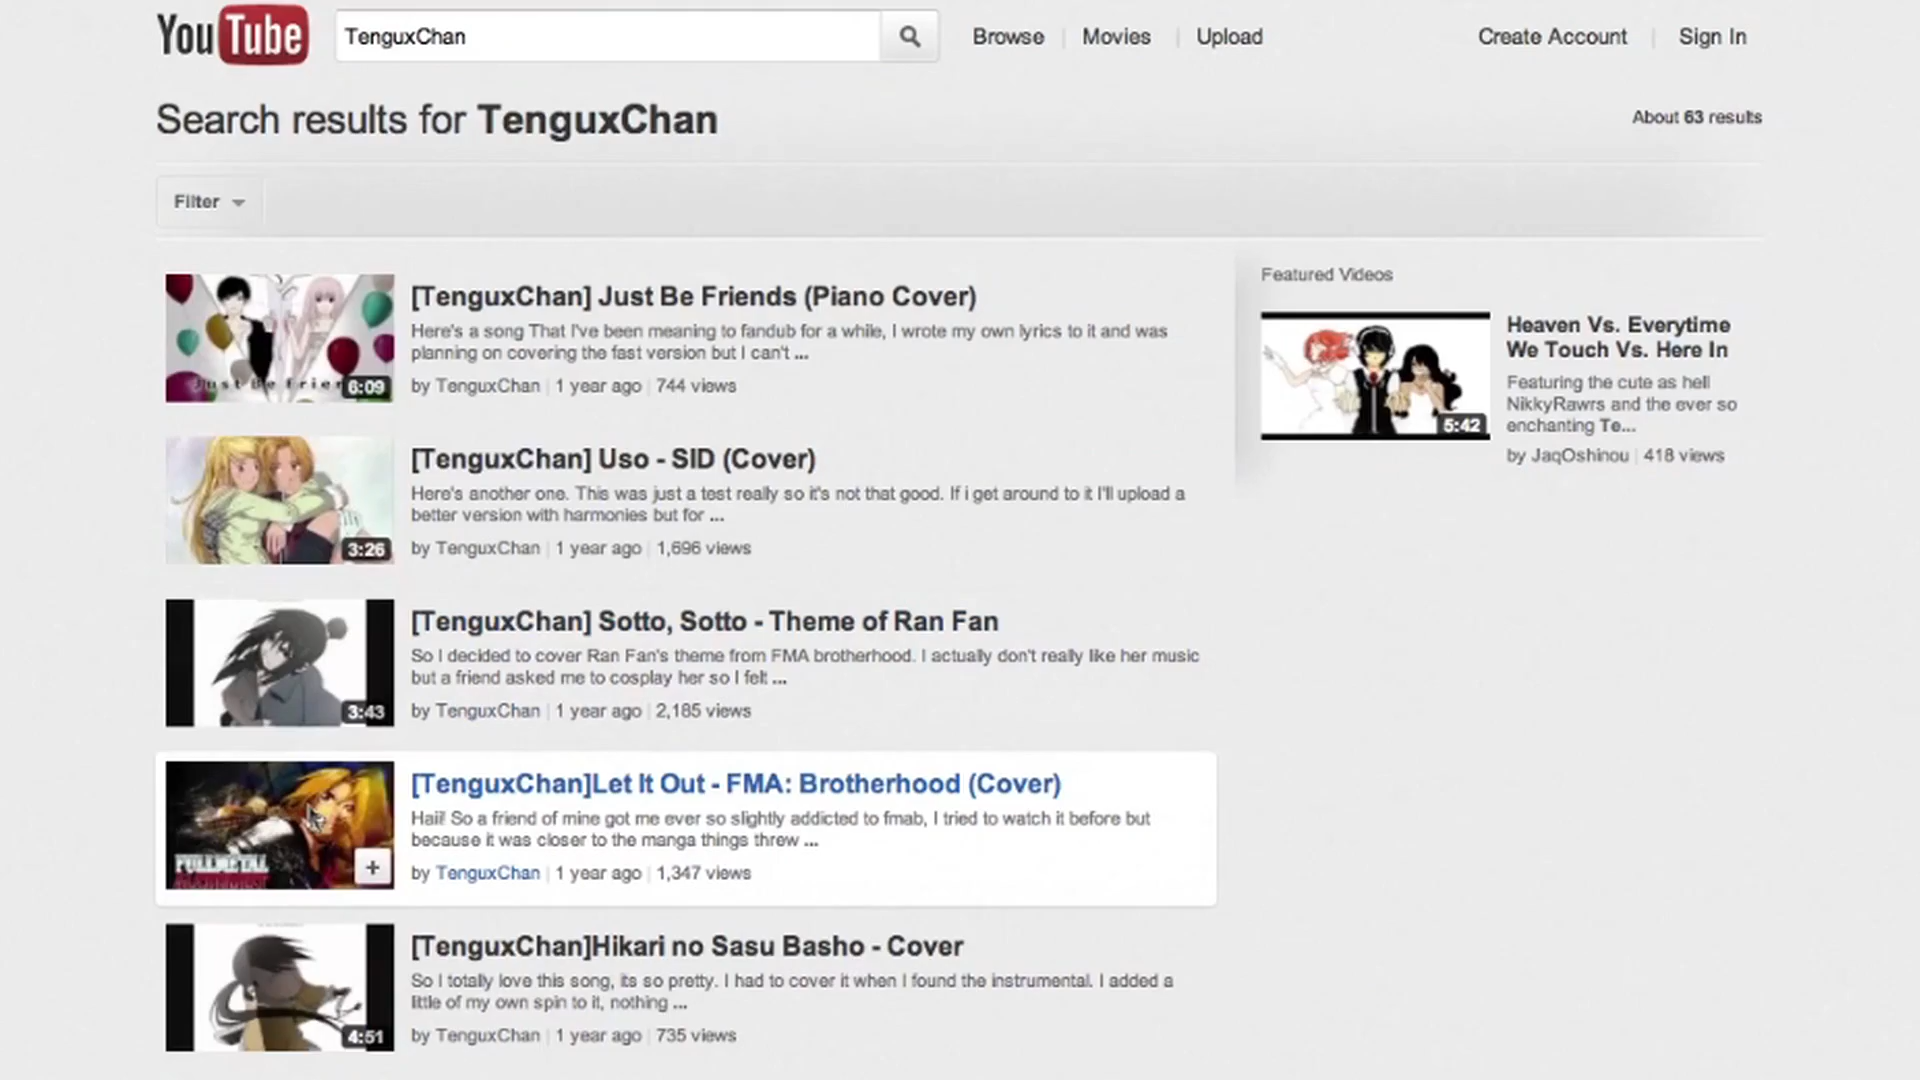 YouTube
TenguxChan
Browse
Movies
Upload
Create Account
Sign In
Search results for TenguxChan
About 63 results
Filter
[TenguxChan] Just Be Friends (Piano Cover)
Here's a song That I've been meaning to fandub for a while, I wrote my own lyrics to it and was
planning on covering the fast version but I can't ...
by TenguxChan 1 year ago 744 views
Just Be Frien
6:09
[TenguxChan] Uso - SID (Cover)
Here's another one. This was just a test really so it's not that good. If i get around to it I'll upload a
better version with harmonies but for ...
by TenguxChan 1 year ago 1,696 views
3:26
[TenguxChan] Sotto, Sotto - Theme of Ran Fan
So I decided to cover Ran Fan's theme from FMA brotherhood. I actually don't really like her music
but a friend asked me to cosplay her so I felt ...
by TenguxChan 1 year ago 2,185 views
3:43
[TenguxChan]Let It Out - FMA: Brotherhood (Cover)
Haii! So a friend of mine got me ever so slightly addicted to fmab, I tried to watch it before but
because it was closer to the manga things threw ...
by TenguxChan 1 year ago 1,347 views
FULLMETAL
+
[TenguxChan]Hikari no Sasu Basho - Cover
So I totally love this song, its so pretty. I had to cover it when I found the instrumental. I added a
little of my own spin to it, nothing ...
by TenguxChan 1 year ago 735 views
4:51
Featured Videos
Heaven Vs. Everytime
We Touch Vs. Here In
Featuring the cute as hell
NikkyRawrs and the ever so
enchanting Te...
by JaqOshinou 418 views
5:42